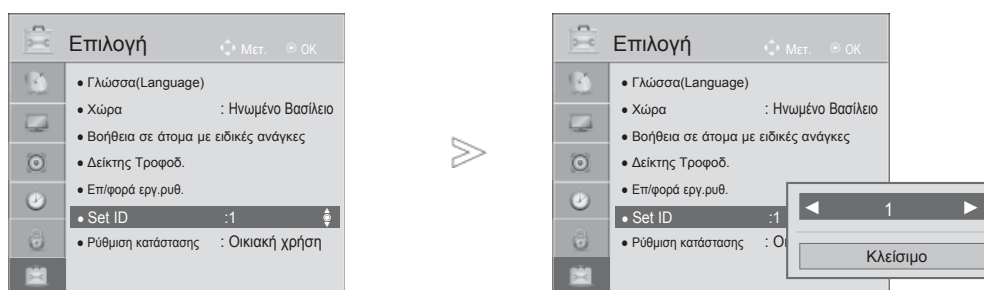 Επιλογή Μετ. OK
● Γλώσσα(Language)
● Χώρα : Ηνωμένο Βασίλειο
● Βοήθεια σε άτομα με ειδικές ανάγκες
● Δείκτης Τροφοδ.
● Επ/φορά εργ.ρυθ.
● Set ID :1
● Ρύθμιση κατάστασης : Οικιακή χρήση
Επιλογή Μετ. OK
● Γλώσσα(Language)
● Χώρα : Ηνωμένο Βασίλειο
● Βοήθεια σε άτομα με ειδικές ανάγκες
● Δείκτης Τροφοδ.
● Επ/φορά εργ.ρυθ.
● Set ID :1
● Ρύθμιση κατάστασης : Οι
◄ 1 ►
Κλείσιμο